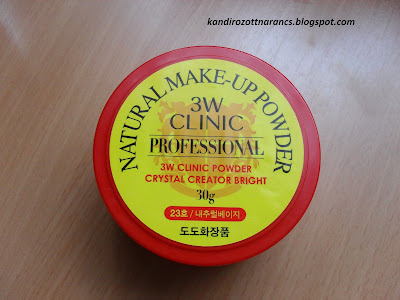 kandirozottnarancs.blogspot.com
NATURAL MAKE-UP POWDER
3W
CLINIC
PROFESSIONAL
3W CLINIC POWDER
CRYSTAL CREATOR BRIGHT
30g
23호 / 내추럴베이지
도도화장품